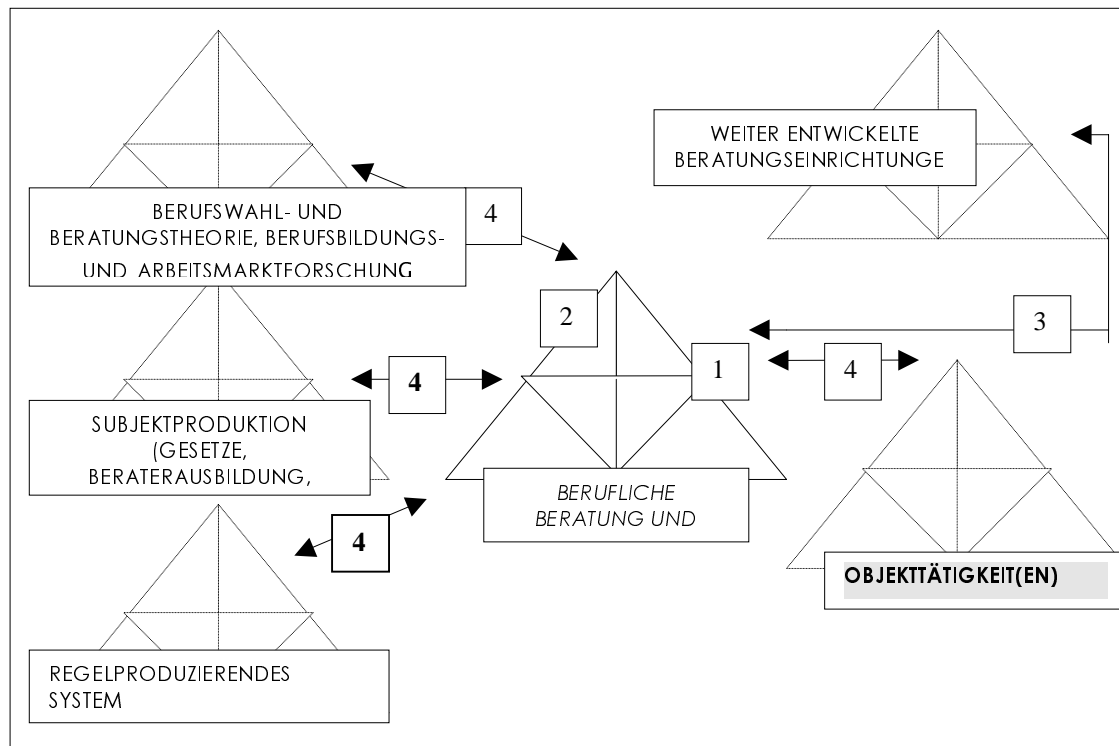 WEITER ENTWICKELTE
BERATUNGSEINRICHTUNGE
BERUFSWAHL- UND
BERATUNGSTHEORIE, BERUFSBILDUNGS-
UND ARBEITSMARKTFORSCHUNG
4
2
3
1
4
4
SUBJEKTPRODUKTION
(GESETZE,
BERATERAUSBILDUNG,
BERUFLICHE
BERATUNG UND
4
OBJEKTTÄTIGKEIT(EN)
REGELPRODUZIERENDES
SYSTEM